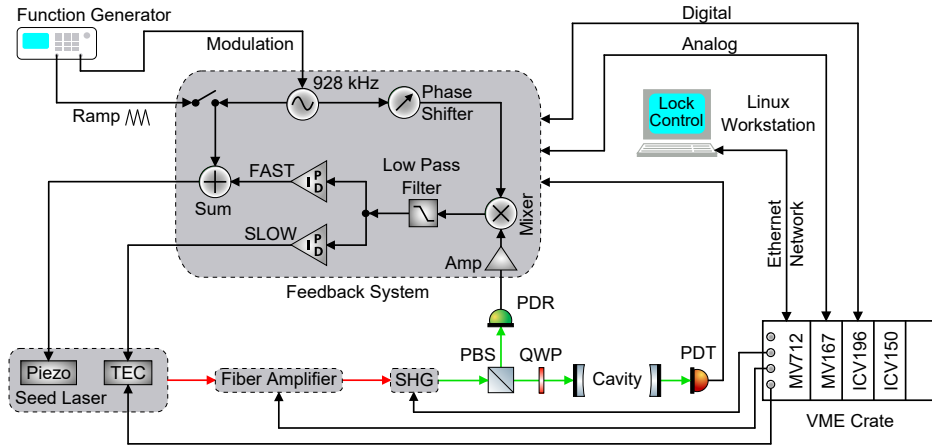 Function Generator
Modulation
Ramp
928 kHz
Phase
Shifter
Digital
Analog
Lock
Control
Linux
Workstation
FAST
P
I
D
Low Pass
Filter
Mixer
Sum
SLOW
P
I
D
Amp
Feedback System
Ethernet
Network
PDR
Piezo
TEC
Seed Laser
Fiber Amplifier
SHG
PBS
QWP
Cavity
PDT
MV712
MV167
ICV196
ICV150
VME Crate